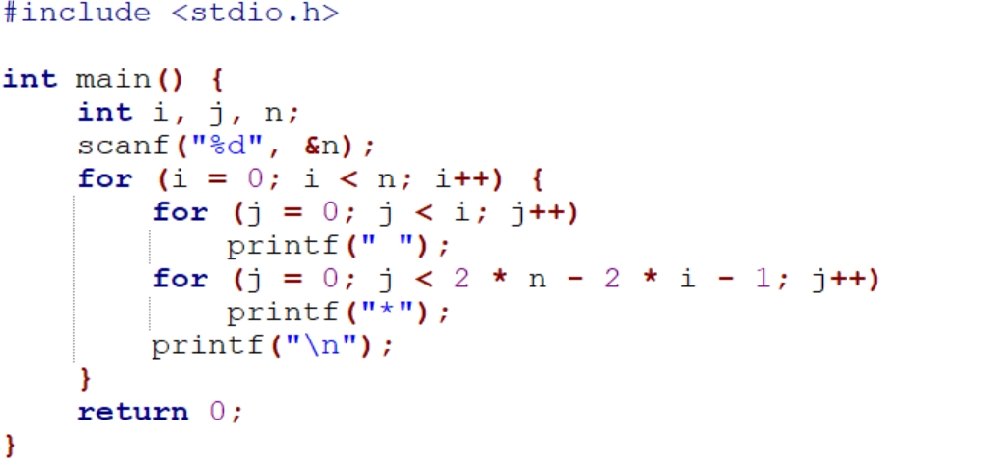 #include <stdio.h>

int main() {
    int i, j, n;
    scanf("%d", &n);
    for (i = 0; i < n; i++) {
        for (j = 0; j < i; j++)
            printf(" ");
        for (j = 0; j < 2 * n - 2 * i - 1; j++)
            printf("*");
        printf("\n");
    }
    return 0;
}